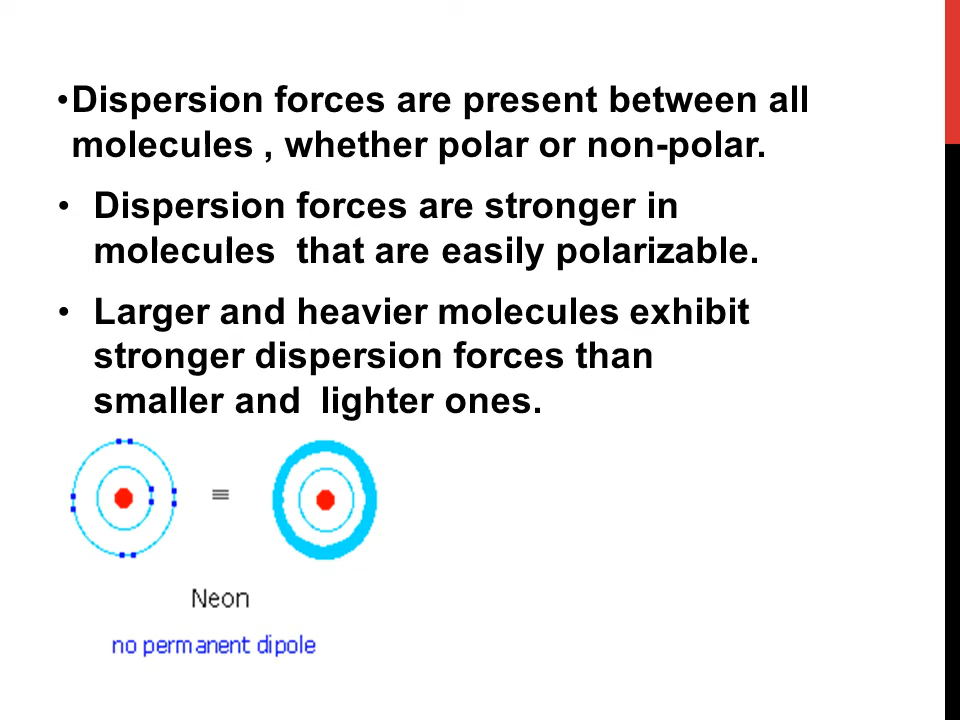 •Dispersion forces are present between all
molecules , whether polar or non-polar.
• Dispersion forces are stronger in
molecules  that are easily polarizable.
• Larger and heavier molecules exhibit
stronger dispersion forces than
smaller and  lighter ones.
≡
Neon
no permanent dipole